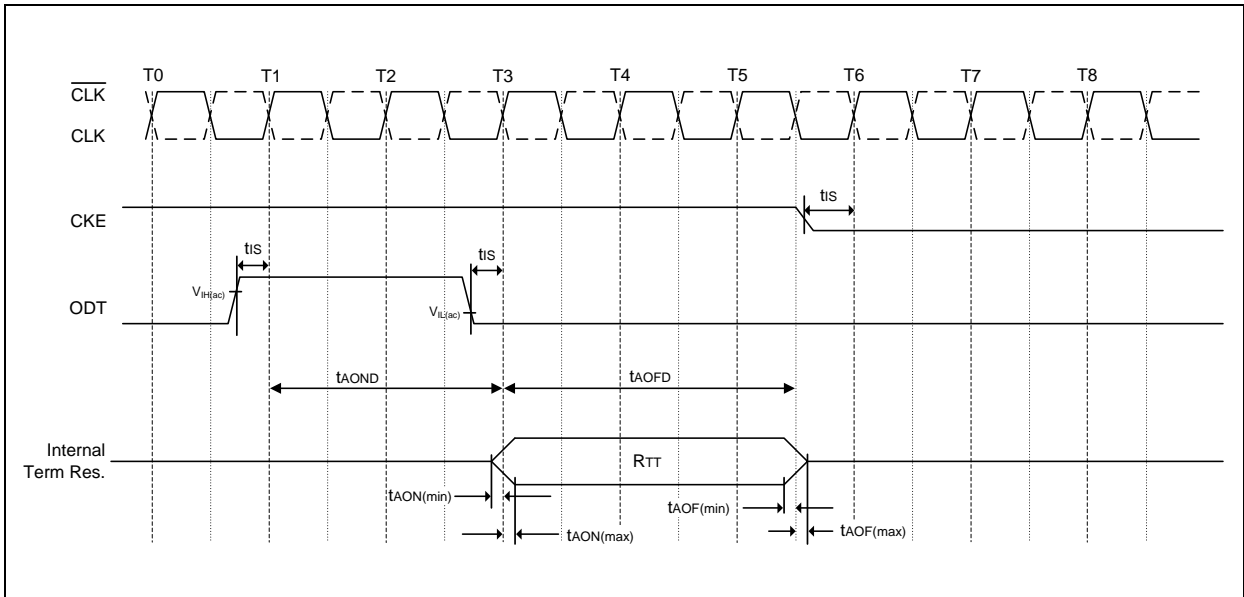 T0 T1 T2 T3 T4 T5 T6 T7 T8
CLK
CLK
tIS
CKE
tIS
tIS
VIH(ac)
ODT
VIL(ac)
tAOND
tAOFD
Internal
Term Res.
RTT
tAON(min)
tAOF(min)
tAON(max)
tAOF(max)